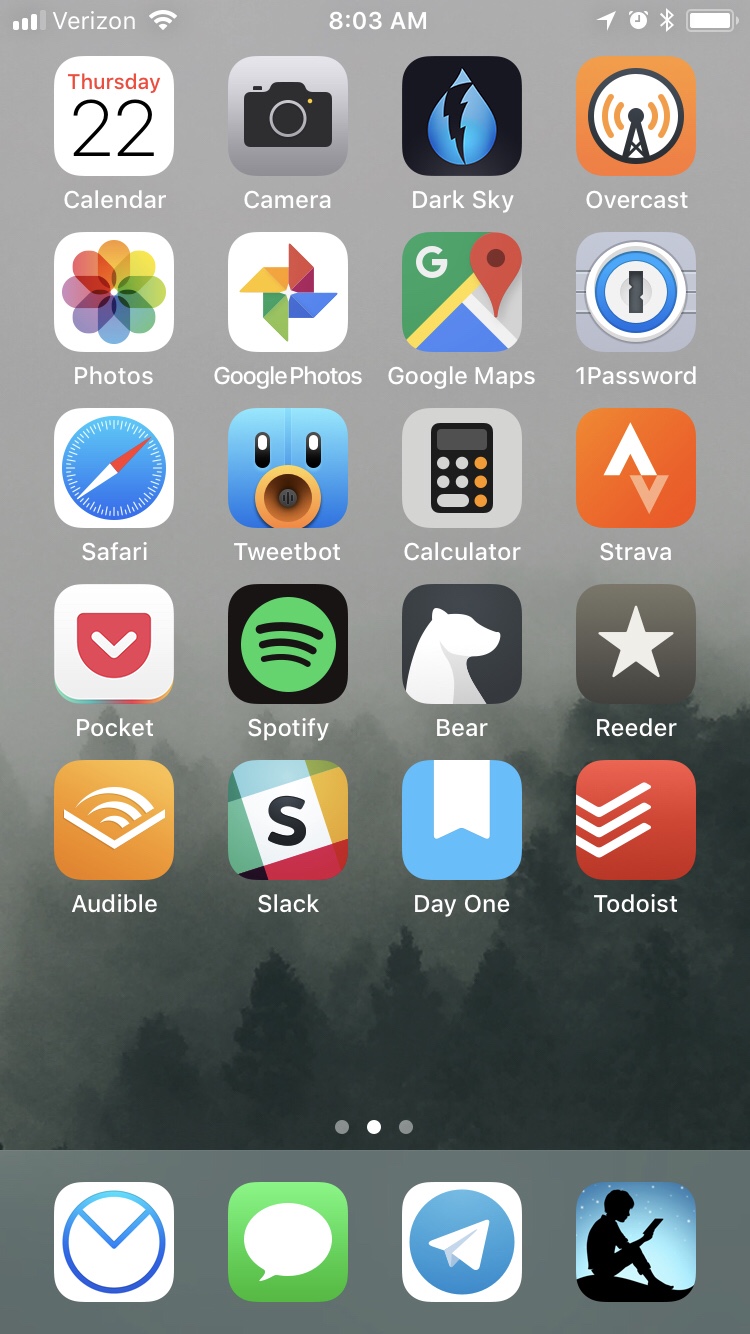 Verizon 8:03 AM
Thursday
22
Calendar Camera Dark Sky Overcast
G
Photos Google Photos Google Maps 1Password
Safari Tweetbot Calculator Strava
Pocket Spotify Bear Reeder
S
Audible Slack Day One Todoist